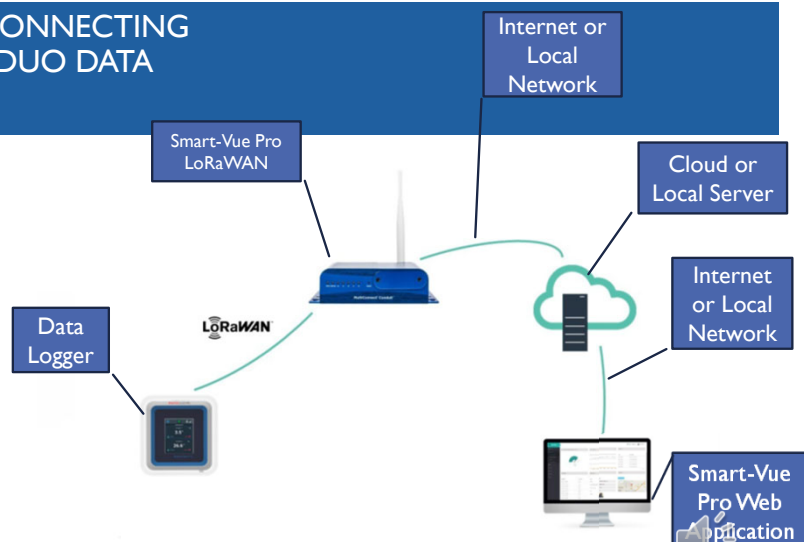 ONNECTING
DUO DATA
Internet or
Local
Network
Smart-Vue Pro
LoRaWAN
Cloud or
Local Server
Internet
or Local
Network
LoRaWAN
Data
Logger
Smart-Vue
Pro Web
Application